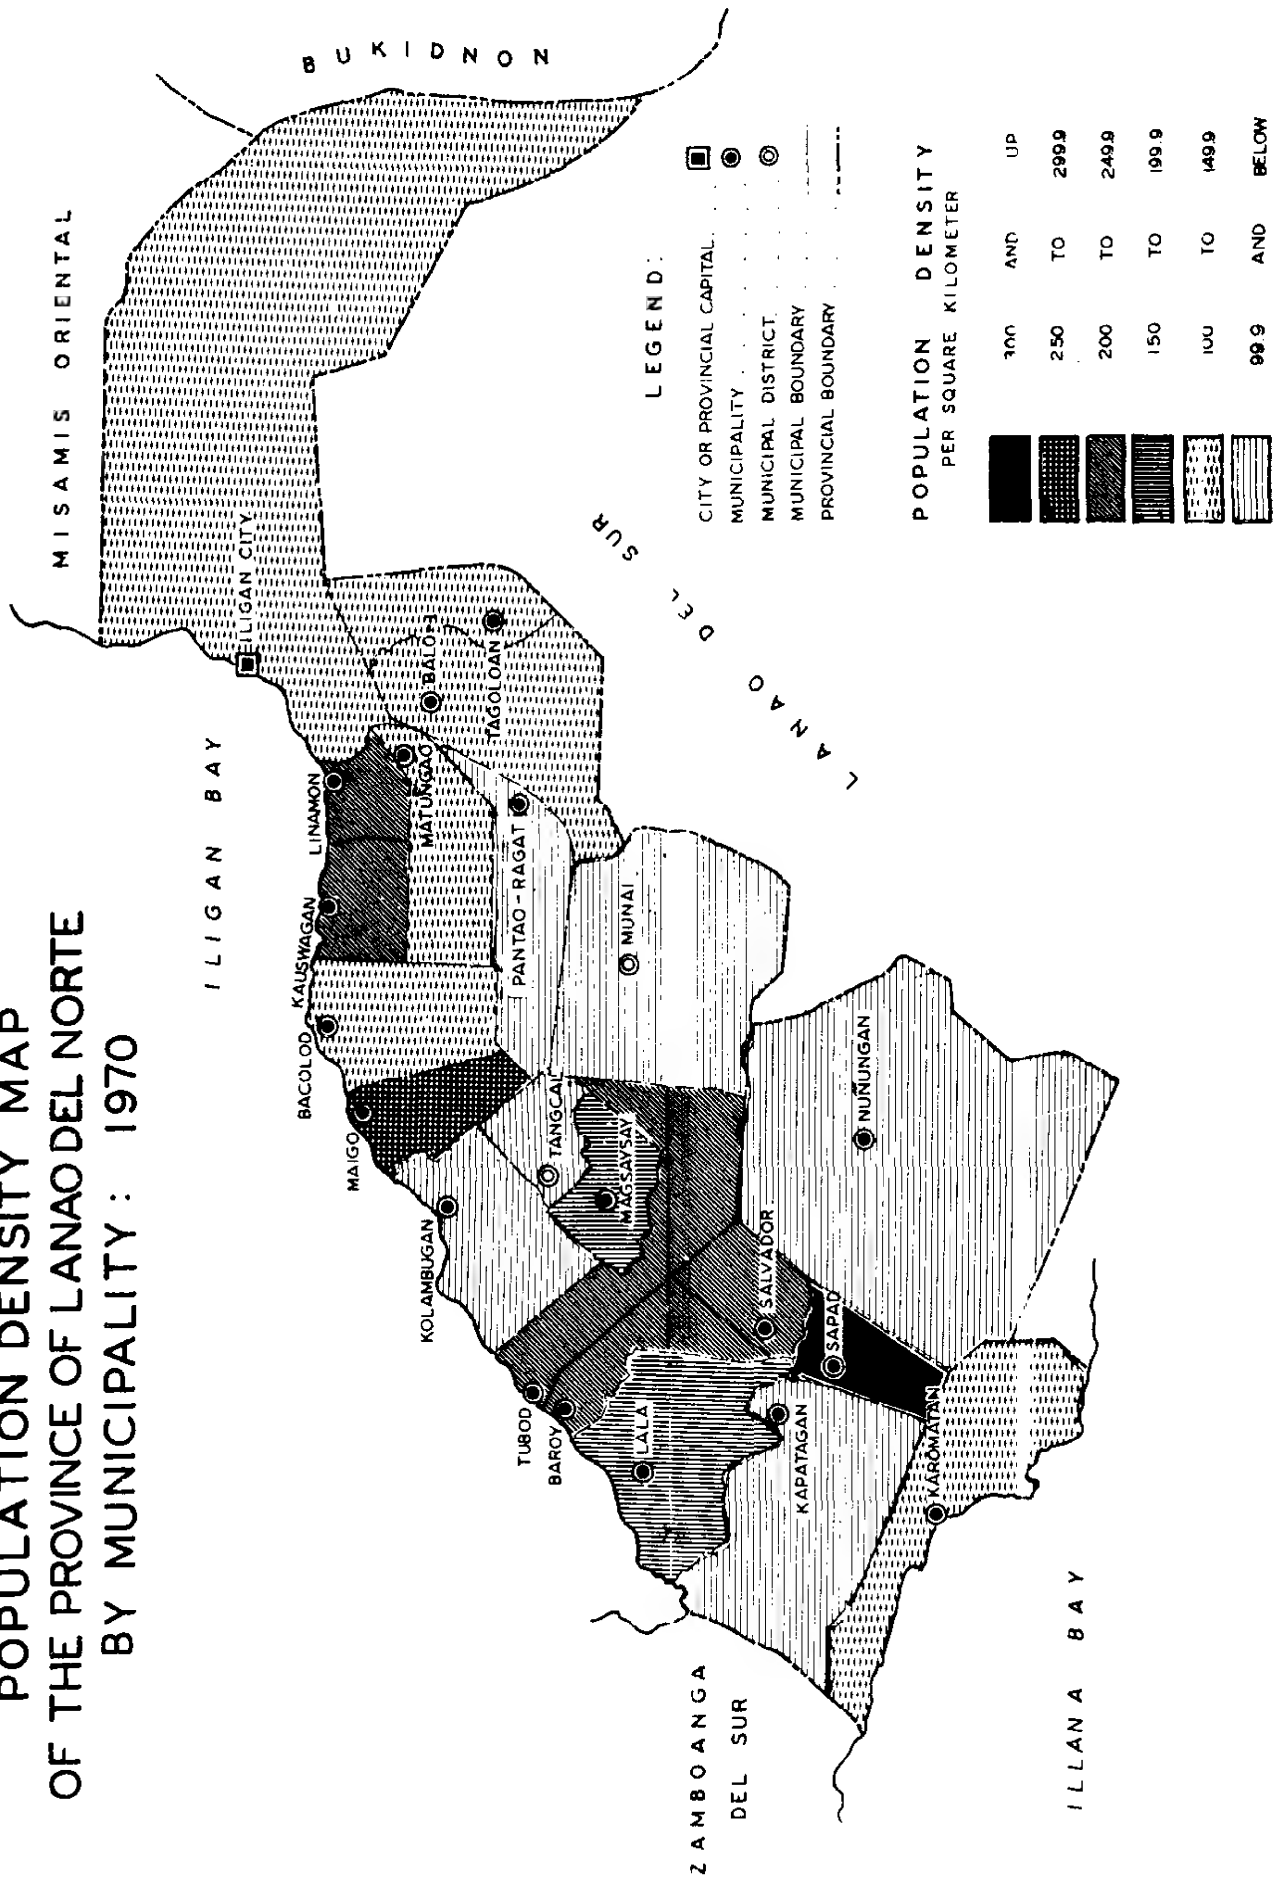 POPULATION DENSITY MAP
OF THE PROVINCE OF LANAO DEL NORTE
BY MUNICIPALITY : 1970
MISAMIS ORIENTAL
BUKIDNON
ILIGAN BAY
ILIGAN CITY
LINAMON
KAUSWAGAN
BACOLOD
MAIGO
KOLAMBUGAN
TUBOD
BAROY
LALA
KAPATAGAN
KAROMATAN
SAPAD
SALVADOR
MAGSAYSAY
TANGCAL
NUNUNGAN
MUNAI
PANTAO-RAGAT
MATUNGAO
BALO-I
TAGOLOAN
LANAO DEL SUR
ZAMBOANGA
DEL SUR
ILLANA BAY
LEGEND:
CITY OR PROVINCIAL CAPITAL
MUNICIPALITY
MUNICIPAL DISTRICT
MUNICIPAL BOUNDARY
PROVINCIAL BOUNDARY
POPULATION DENSITY
PER SQUARE KILOMETER
300 AND UP
250 TO 299.9
200 TO 249.9
150 TO 199.9
100 TO 149.9
99.9 AND BELOW